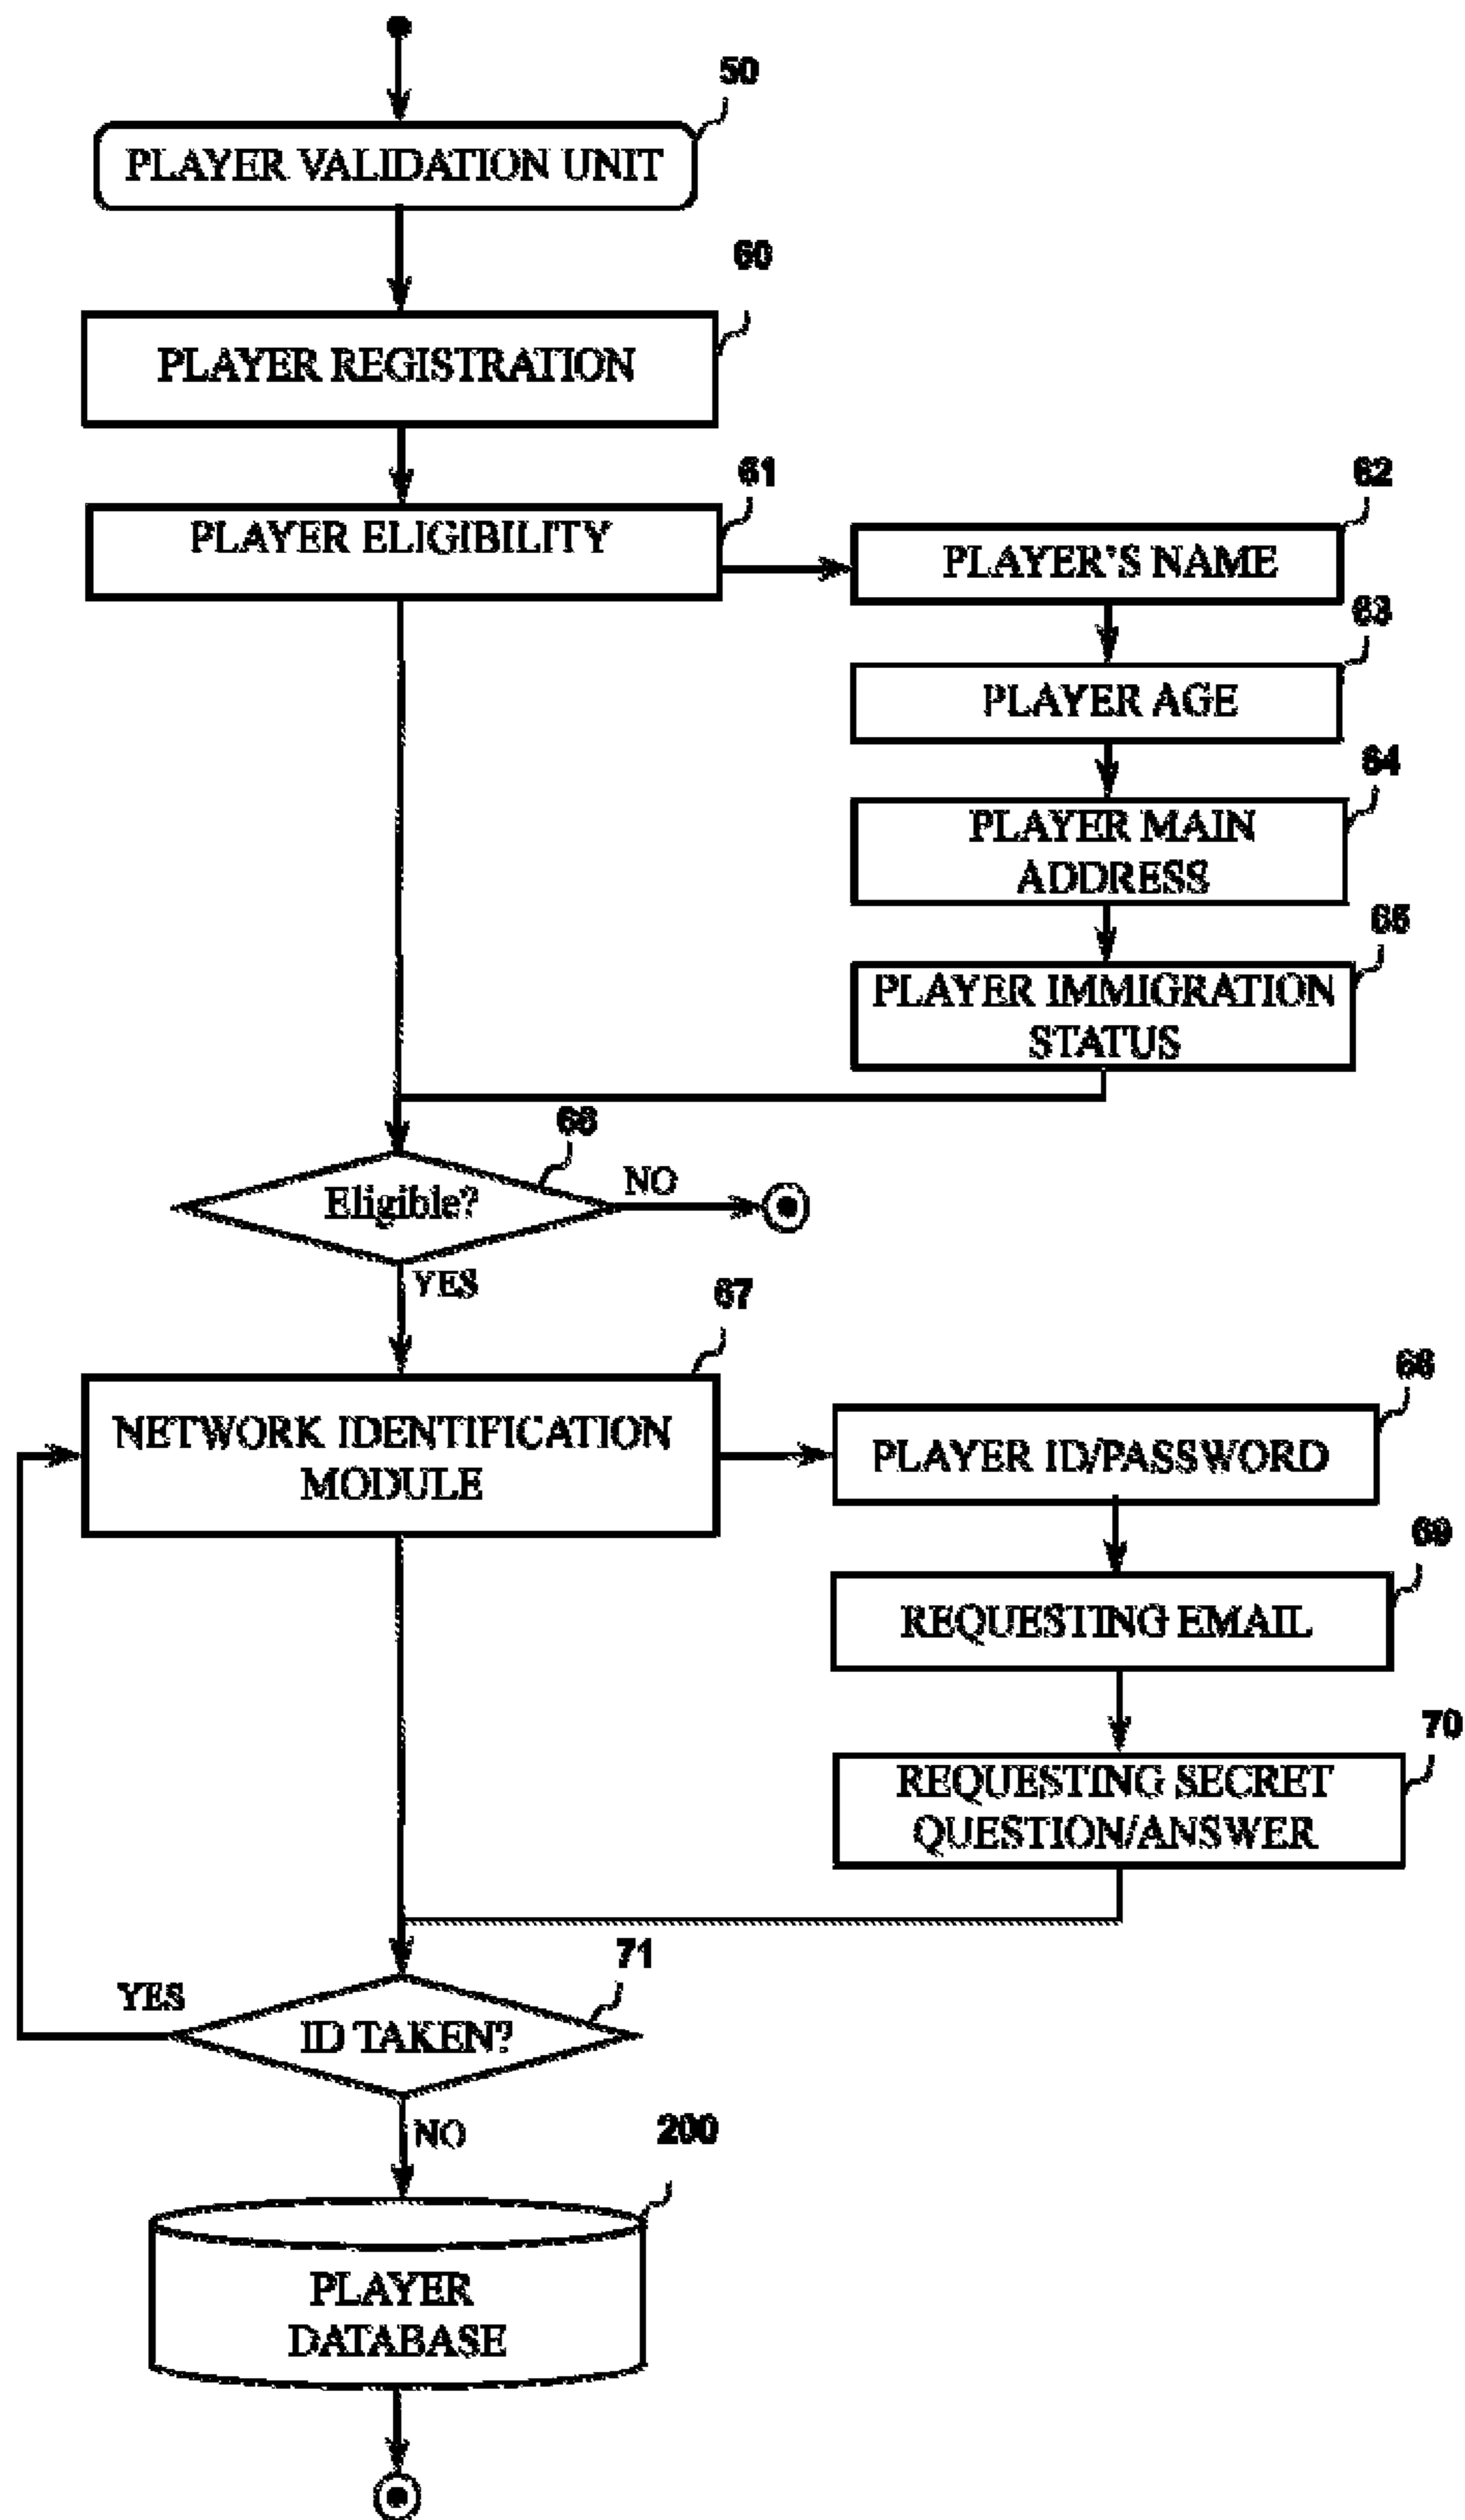 50
PLAYER VALIDATION UNIT
60
PLAYER REGISTRATION
61
PLAYER ELIGIBILITY
62
PLAYER'S NAME
63
PLAYER AGE
64
PLAYER MAIN
ADDRESS
65
PLAYER IMMIGRATION
STATUS
Eligible?
NO
YES
67
NETWORK IDENTIFICATION
MODULE
68
PLAYER ID/PASSWORD
69
REQUESTING EMAIL
70
REQUESTING SECRET
QUESTION/ANSWER
71
YES
ID TAKEN?
NO
200
PLAYER
DATABASE